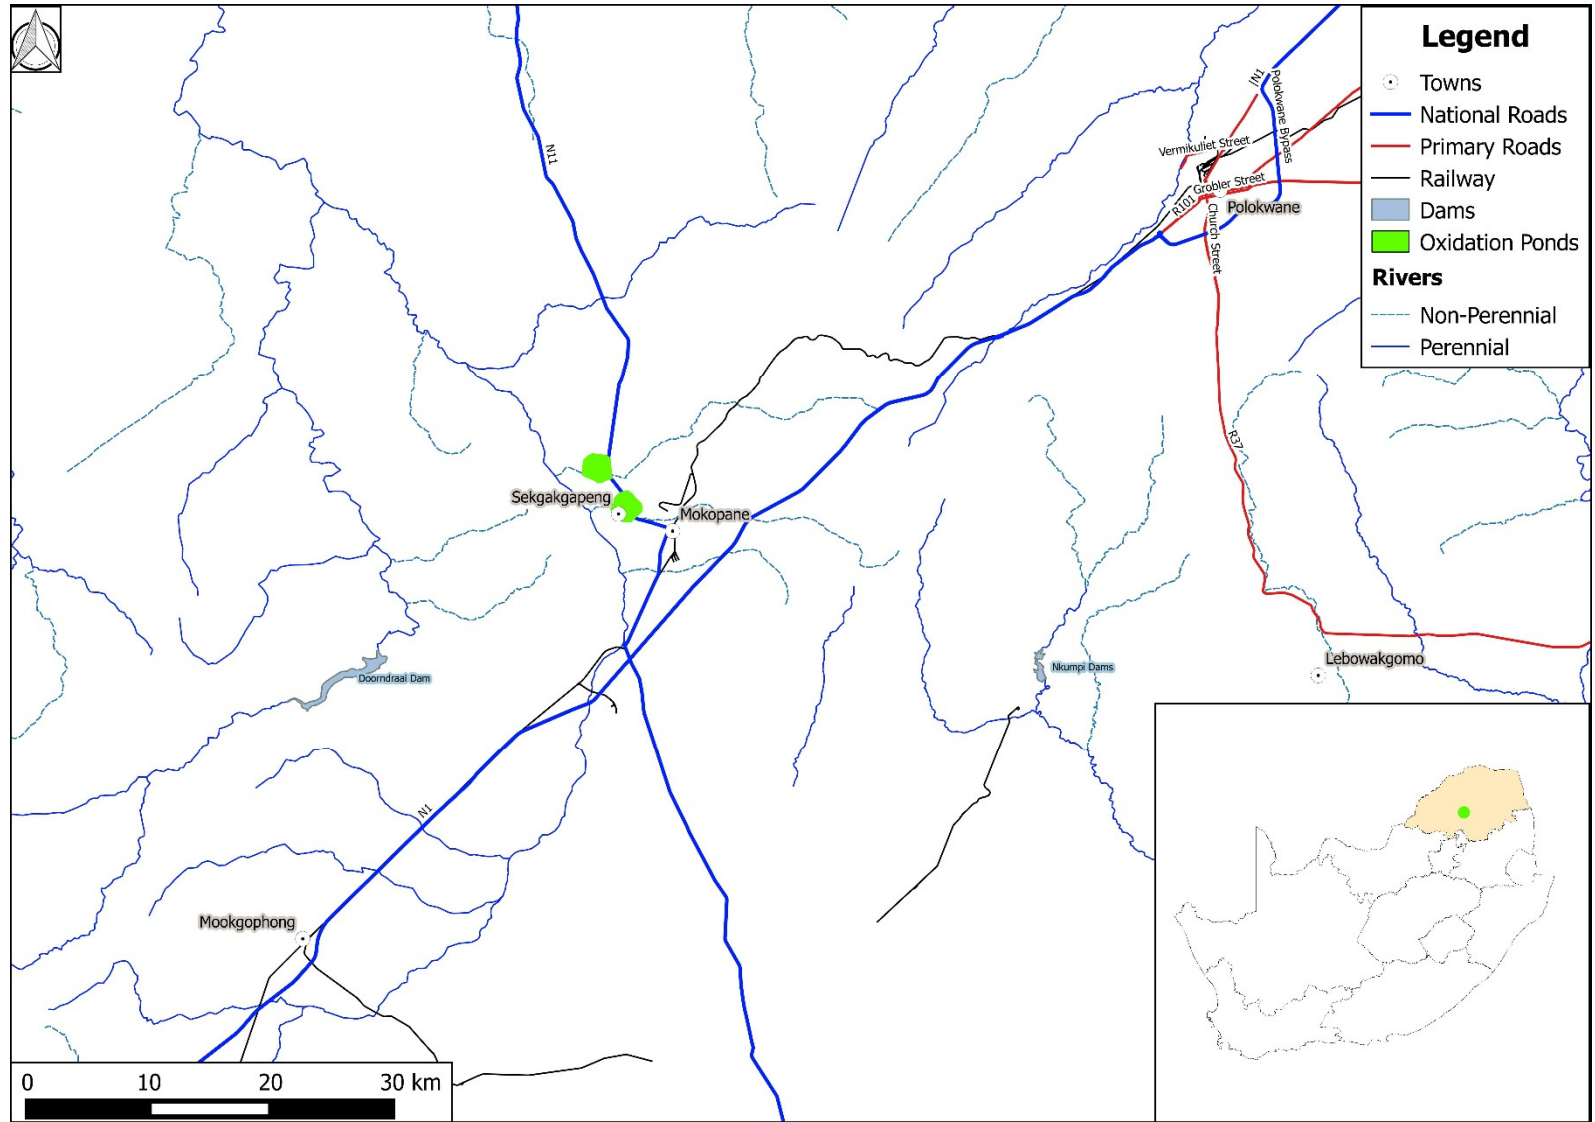 Legend
Towns
National Roads
Primary Roads
Railway
Dams
Oxidation Ponds
Rivers
Non-Perennial
Perennial
N1
Polokwane Bypass
Vermikuliet Street
Grobler Street
R101
Church Street
Polokwane
N11
R37
Sekgakgapeng
Mokopane
Doorndraai Dam
Nkumpi Dams
Lebowakgomo
N1
Mookgophong
0 10 20 30 km